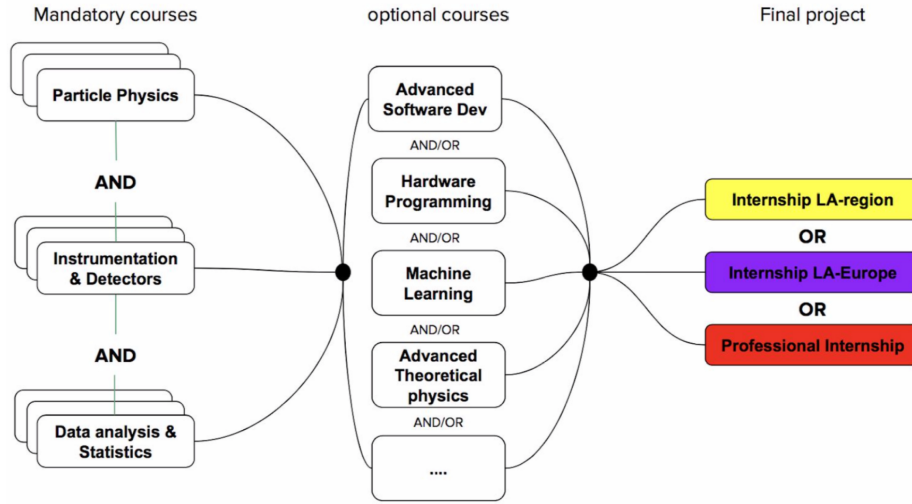 Mandatory courses
optional courses
Final project
Particle Physics
AND
Instrumentation
& Detectors
AND
Data analysis &
Statistics
Advanced
Software Dev
AND/OR
Hardware
Programming
AND/OR
Machine
Learning
AND/OR
Advanced
Theoretical
physics
AND/OR
....
Internship LA-region
OR
Internship LA-Europe
OR
Professional Internship